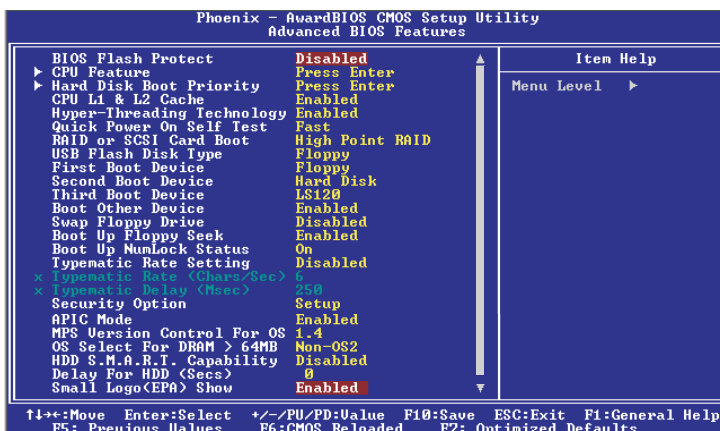 Phoenix - AwardBIOS CMOS Setup Utility
Advanced BIOS Features
BIOS Flash Protect Disabled
CPU Feature Press Enter
Hard Disk Boot Priority Press Enter
CPU L1 & L2 Cache Enabled
Hyper-Threading Technology Enabled
Quick Power On Self Test Fast
RAID or SCSI Card Boot High Point RAID
USB Flash Disk Type Floppy
First Boot Device Floppy
Second Boot Device Hard Disk
Third Boot Device LS120
Boot Other Device Enabled
Swap Floppy Drive Disabled
Boot Up Floppy Seek Enabled
Boot Up NumLock Status On
Typematic Rate Setting Disabled
x Typematic Rate (Chars/Sec) 6
x Typematic Delay (Msec) 250
Security Option Setup
APIC Mode Enabled
MPS Version Control For OS 1.4
OS Select For DRAM > 64MB Non-OS2
HDD S.M.A.R.T. Capability Disabled
Delay For HDD (Secs) 0
Small Logo(EPA) Show Enabled
Item Help
Menu Level
↑↓→←:Move Enter:Select +/-/PU/PD:Value F10:Save ESC:Exit F1:General Help
F5: Previous Values F6:CMOS Reloaded F7: Optimized Defaults